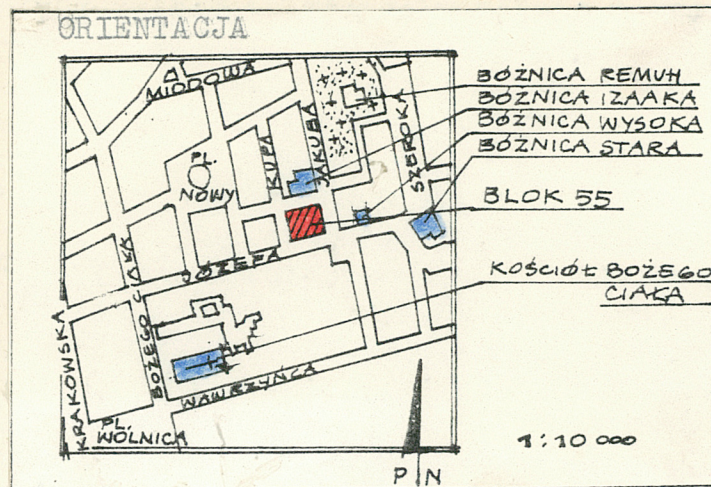 ORIENTACJA
MIODOWA
PL.
NOWY
KUPA
JAKUBA
SZEROKA
JÓZEFA
BOŻEGO CIAŁA
KRAKOWSKA
WAWRZYŃCA
PL.
WOLNICA
BÓŻNICA REMUH
BÓŻNICA IZAAKA
BÓŻNICA WYSOKA
BÓŻNICA STARA
BLOK 55
KOŚCIÓŁ BOŻEGO
CIAŁA
1:10 000
PŁN